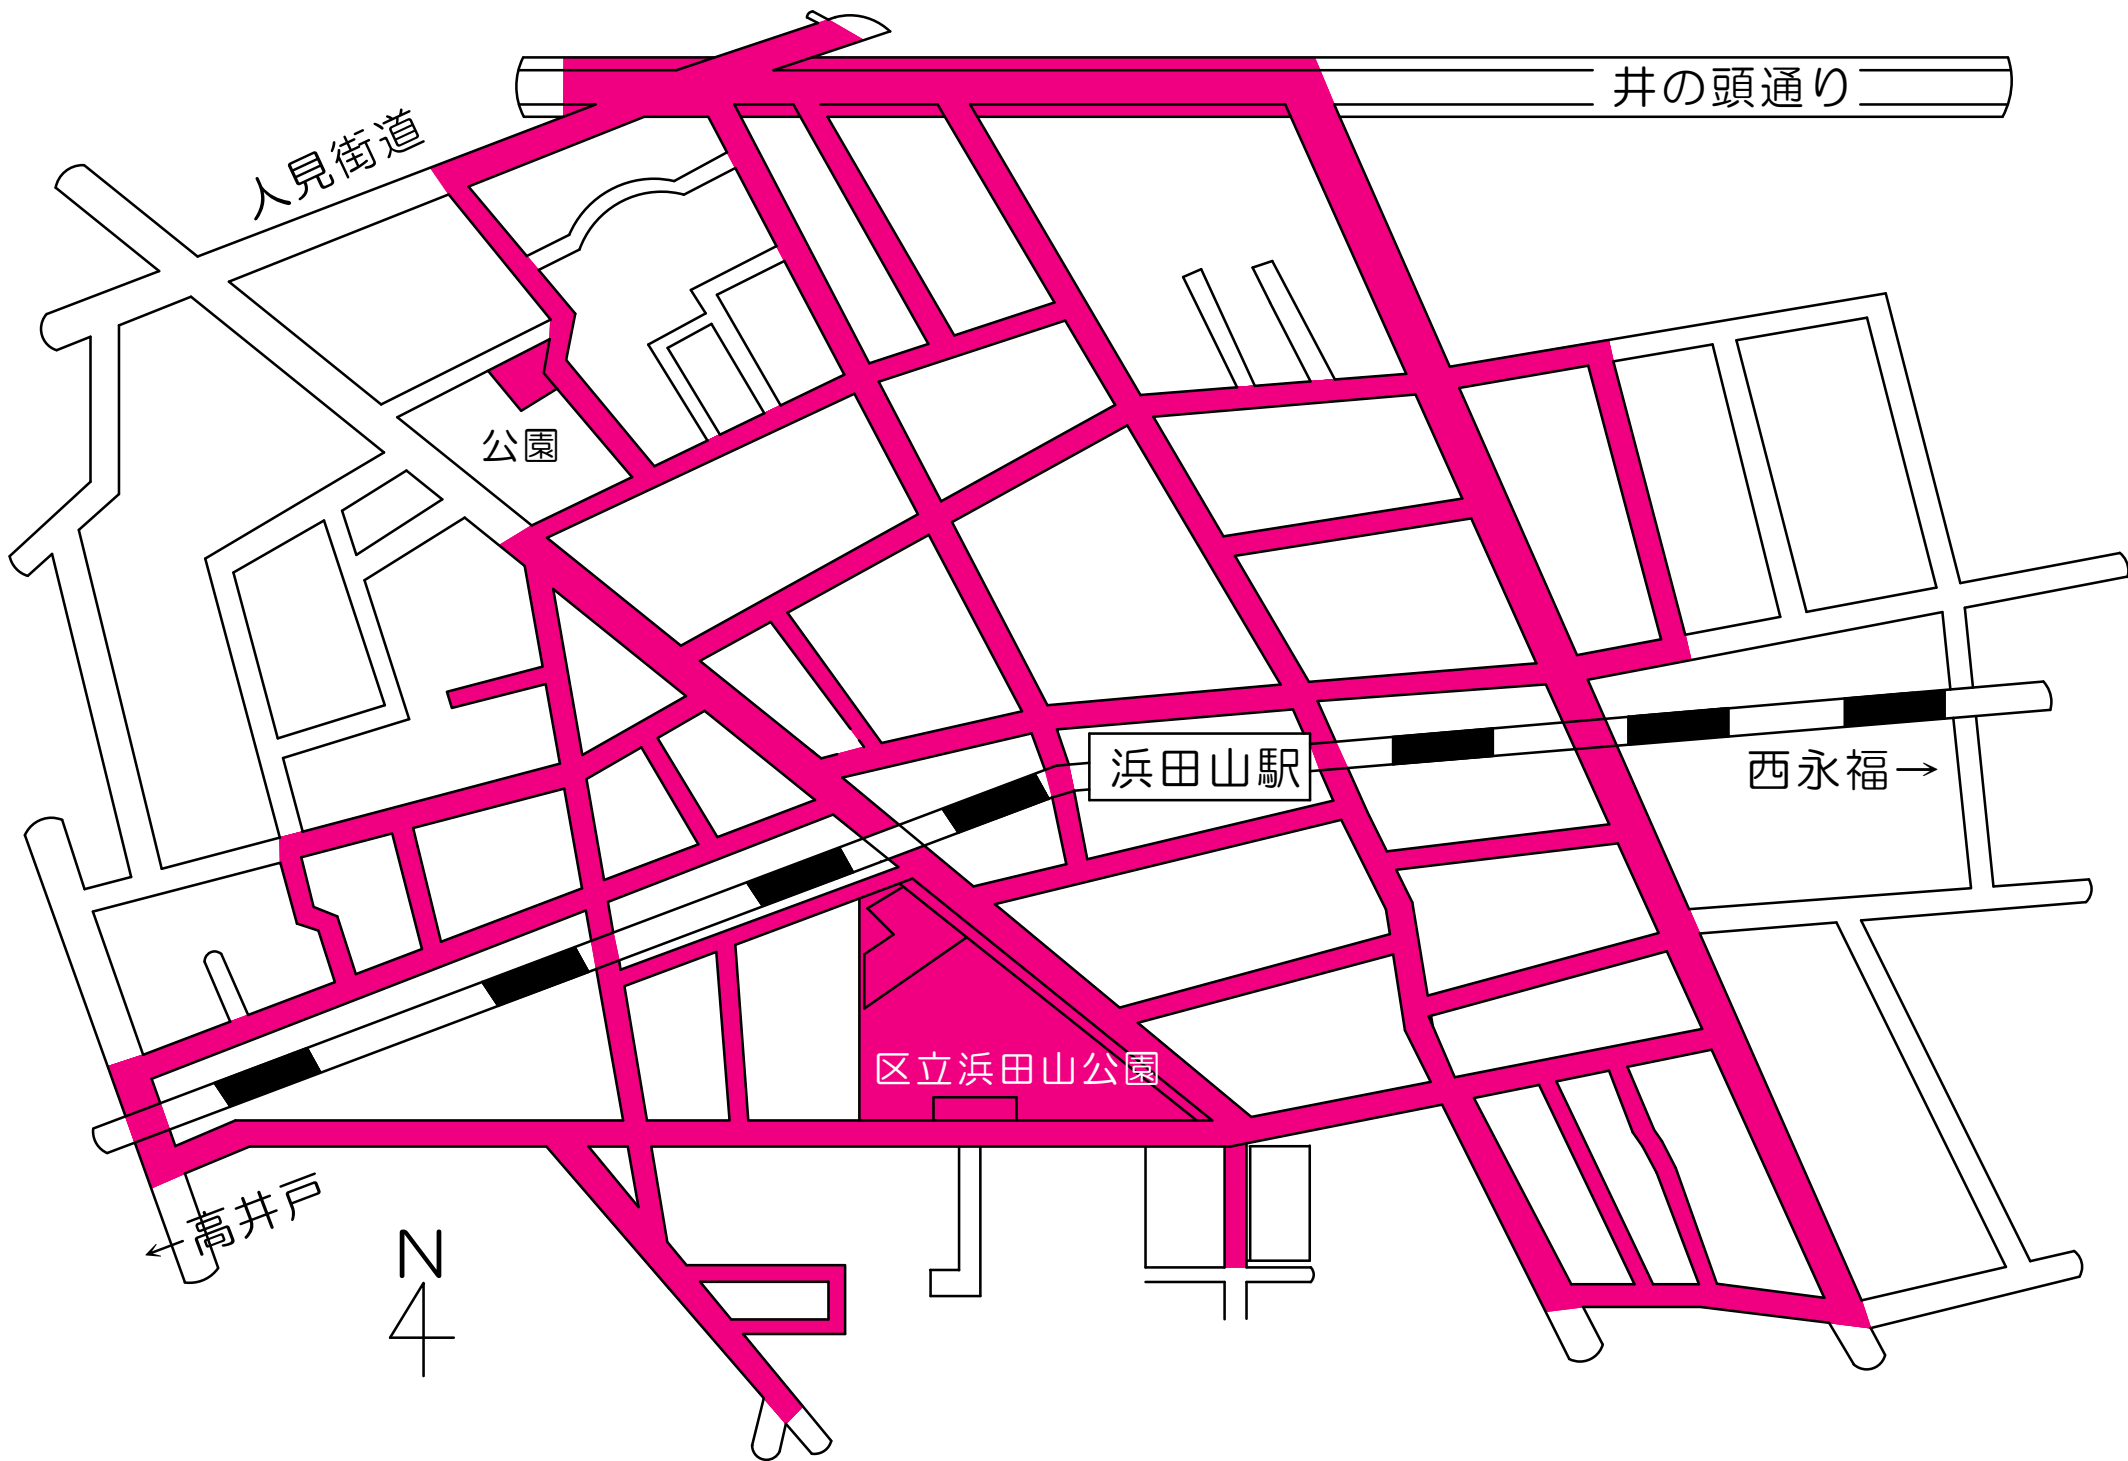 井の頭通り
人見街道
公園
浜田山駅
西永福→
区立浜田山公園
←高井戸
N